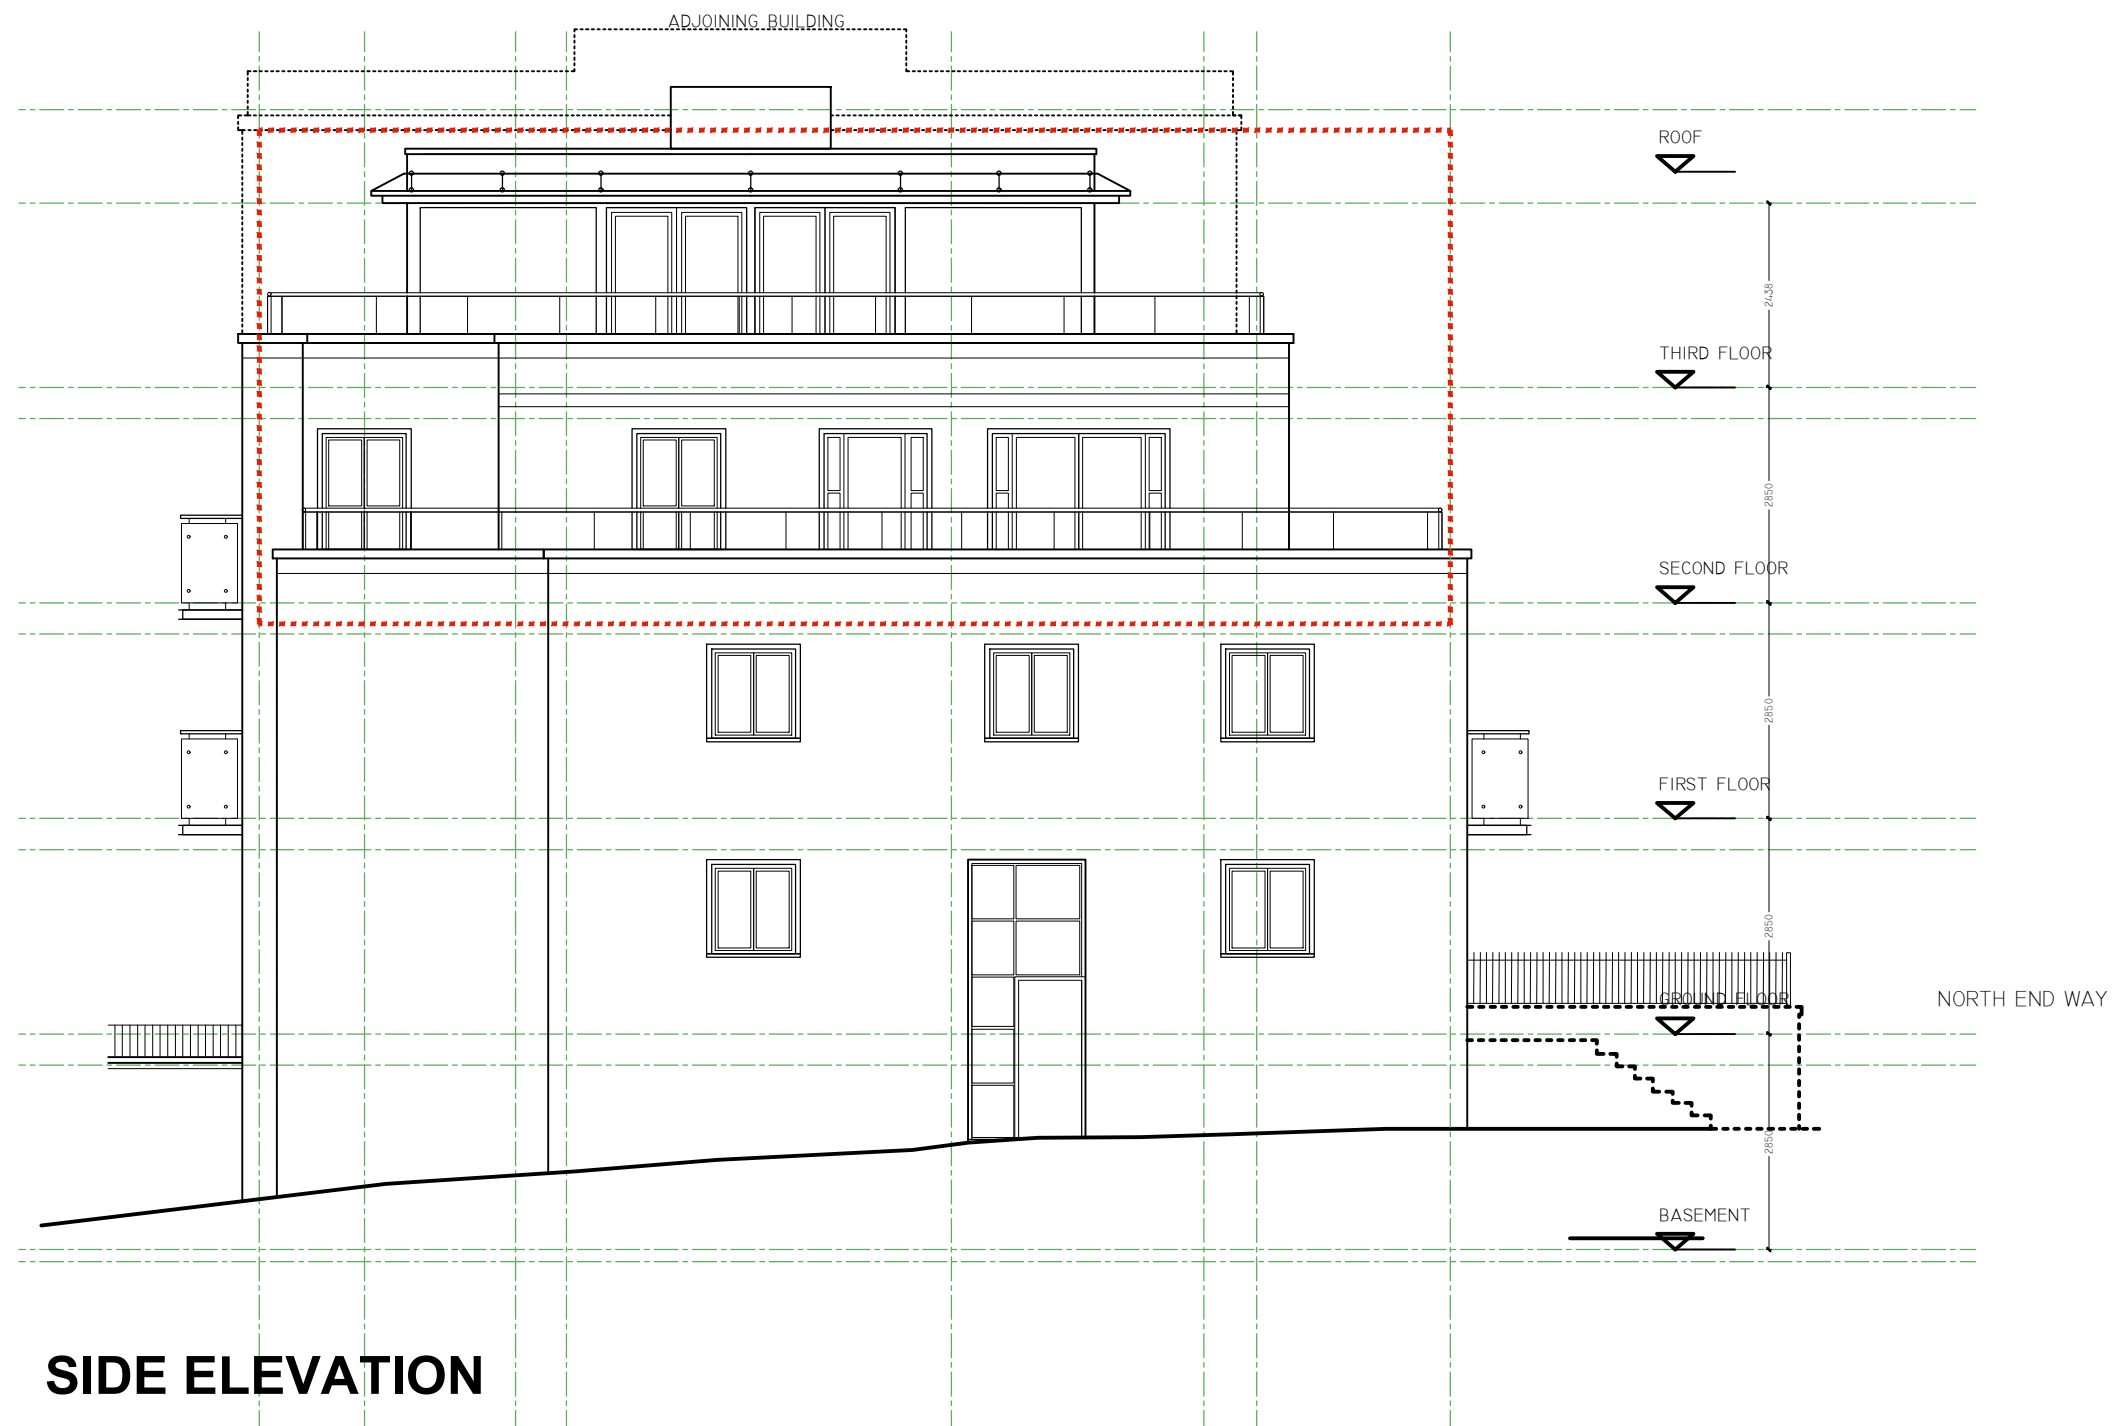 ADJOINING BUILDING
ROOF
2438
THIRD FLOOR
2850
SECOND FLOOR
2850
FIRST FLOOR
2850
GROUND FLOOR
NORTH END WAY
2850
BASEMENT
SIDE ELEVATION